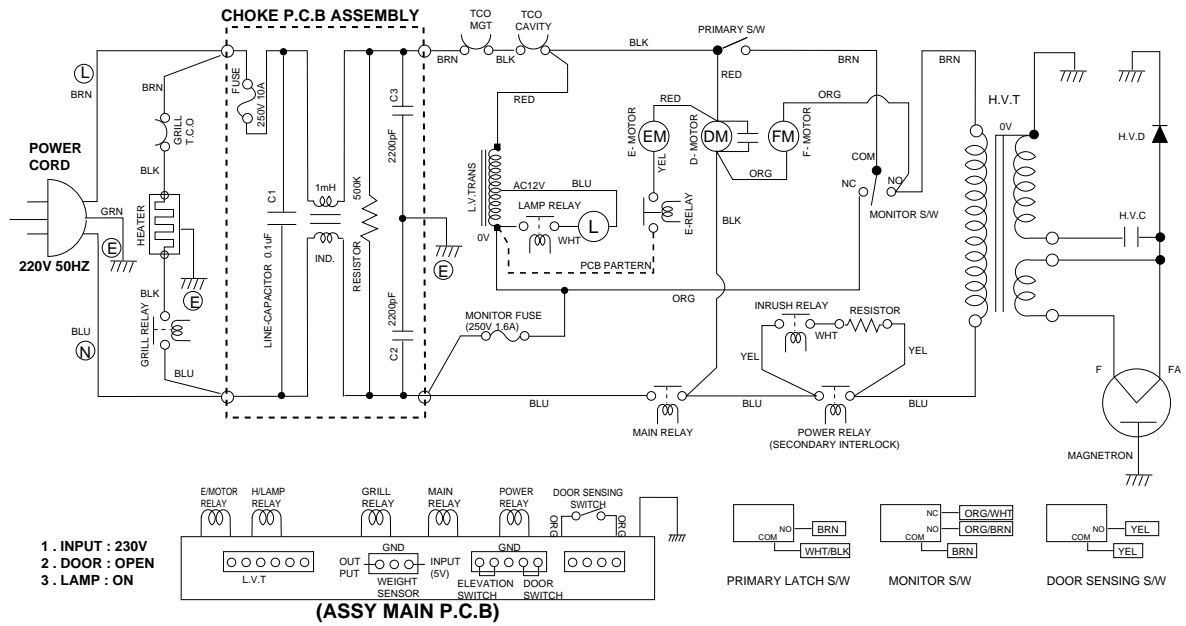 CHOKE P.C.B ASSEMBLY
TCO
MGT
TCO
CAVITY
PRIMARY S/W
BRN
BLK
BLK
BRN
BRN
L
BRN
BRN
FUSE
250V 10A
GRILL
T.C.O
BLK
POWER
CORD
GRN
E
220V 50HZ
HEATER
E
BLK
GRILL RELAY
BLU
BLU
N
C1
LINE-CAPACITOR 0.1uF
1mH
IND.
500K
RESISTOR
C3
2200pF
2200pF
C2
E
RED
RED
RED
ORG
E- MOTOR
EM
D- MOTOR
DM
FM
F- MOTOR
YEL
ORG
L.V.TRANS
AC12V
BLU
LAMP RELAY
L
WHT
0V
E-RELAY
PCB PARTERN
BLK
COM
NC
NO
MONITOR S/W
H.V.T
0V
H.V.D
H.V.C
ORG
MONITOR FUSE
(250V 1.6A)
INRUSH RELAY
RESISTOR
WHT
YEL
YEL
BLU
BLU
BLU
MAIN RELAY
POWER RELAY
(SECONDARY INTERLOCK)
F
FA
MAGNETRON
1 . INPUT : 230V
2 . DOOR : OPEN
3 . LAMP : ON
E/MOTOR
RELAY
H/LAMP
RELAY
GRILL
RELAY
MAIN
RELAY
POWER
RELAY
DOOR SENSING
SWITCH
ORG
ORG
L.V.T
GND
OUT
PUT
INPUT
(5V)
WEIGHT
SENSOR
GND
ELEVATION
SWITCH
DOOR
SWITCH
(ASSY MAIN P.C.B)
NO
COM
BRN
WHT/BLK
PRIMARY LATCH S/W
NC
NO
COM
ORG/WHT
ORG/BRN
BRN
MONITOR S/W
NO
COM
YEL
YEL
DOOR SENSING S/W